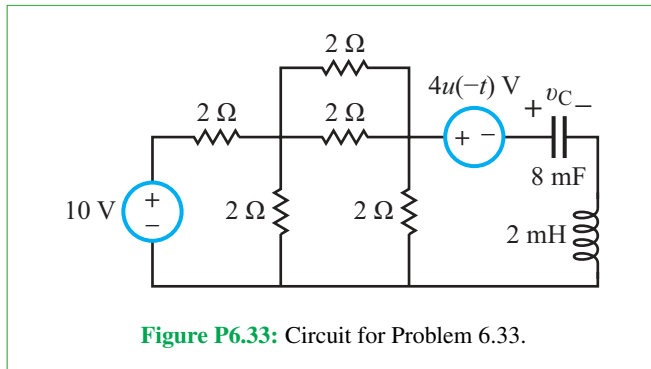 2 Ω
4u(−t) V
2 Ω
2 Ω
+ υC −
+ −
8 mF
10 V
+
−
2 Ω
2 Ω
2 mH
Figure P6.33: Circuit for Problem 6.33.